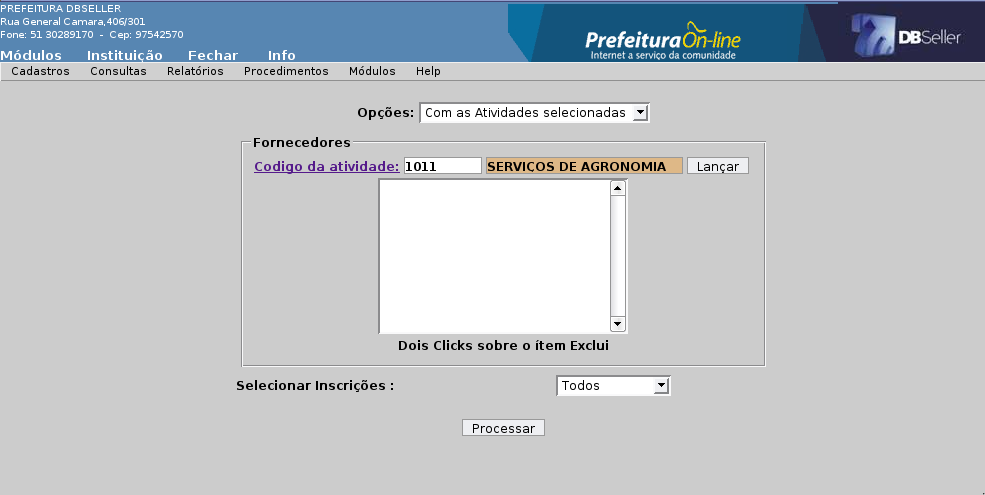 PREFEITURA DBSELLER
Rua General Camara,406/301
Fone: 51 30289170 - Cep: 97542570
Módulos Instituição Fechar Info
Prefeitura On-line
Internet a serviço da comunidade
DBSeller
Cadastros Consultas Relatórios Procedimentos Módulos Help
Opções: Com as Atividades selecionadas
Fornecedores
Codigo da atividade: 1011 SERVIÇOS DE AGRONOMIA Lançar
Dois Clicks sobre o ítem Exclui
Selecionar Inscrições : Todos
Processar